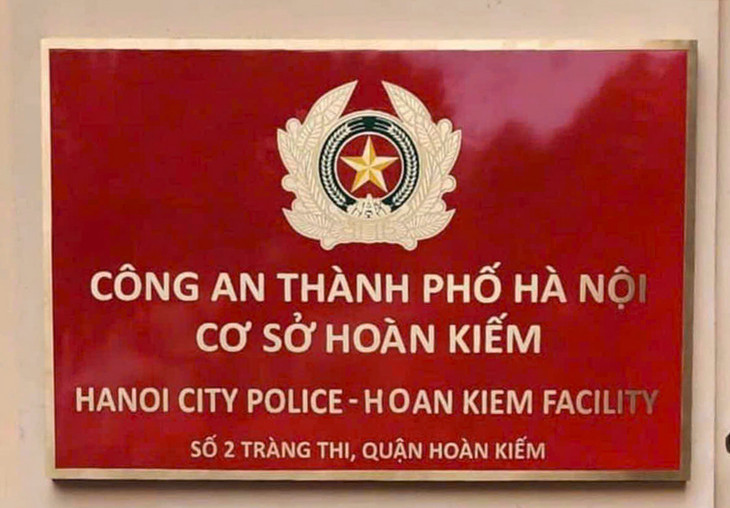 CÔNG AN THÀNH PHỐ HÀ NỘI
CƠ SỞ HOÀN KIẾM
HANOI CITY POLICE - HOAN KIEM FACILITY
SỐ 2 TRÀNG THI, QUẬN HOÀN KIẾM